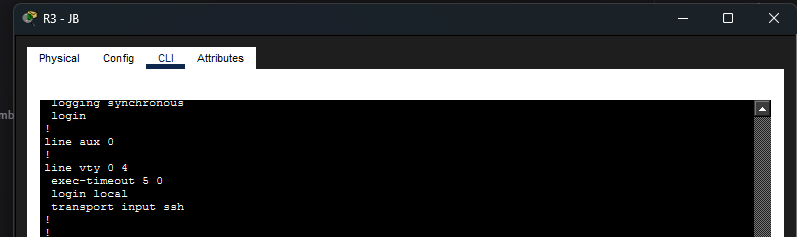 R3 - JB
Physical Config CLI Attributes
mb
logging synchronous
login
!
line aux 0
!
line vty 0 4
exec-timeout 5 0
login local
transport input ssh
!
!